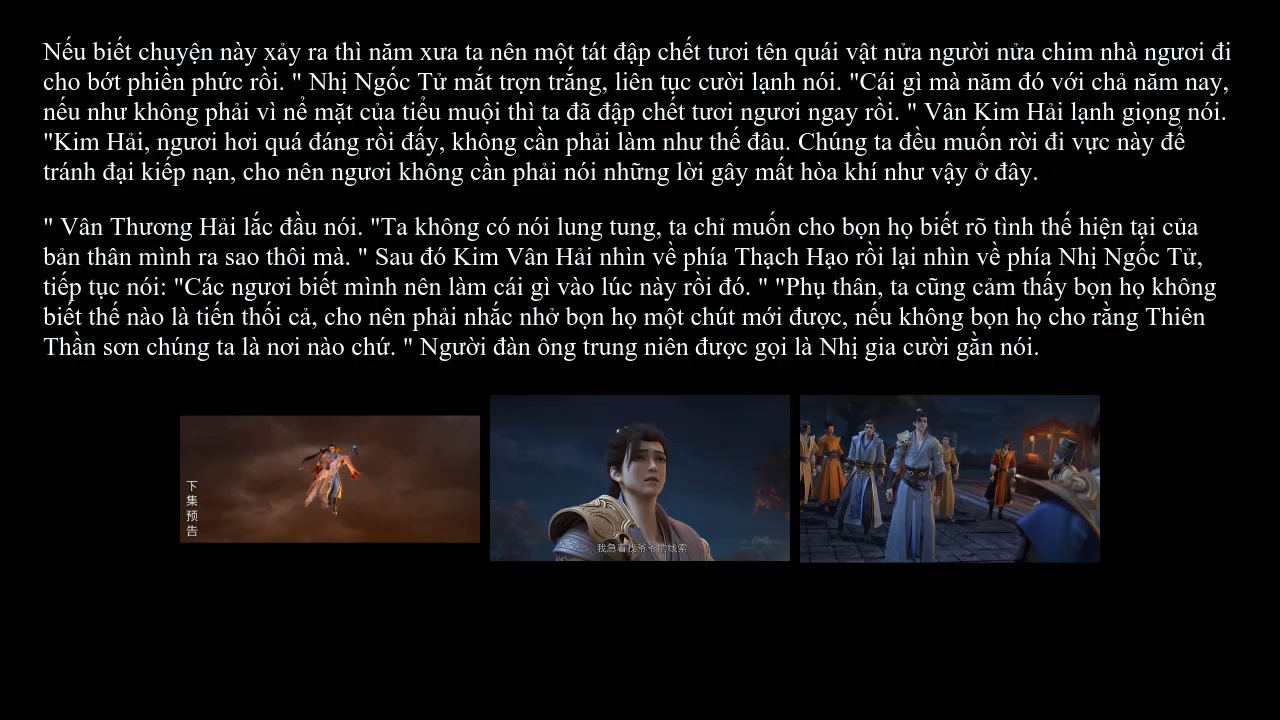 Nếu biết chuyện này xảy ra thì năm xưa ta nên một tát đập chết tươi tên quái vật nửa người nửa chim nhà ngươi đi
cho bớt phiền phức rồi. " Nhị Ngốc Tử mắt trợn trắng, liên tục cười lạnh nói. "Cái gì mà năm đó với chả năm nay,
nếu như không phải vì nể mặt của tiểu muội thì ta đã đập chết tươi ngươi ngay rồi. " Vân Kim Hải lạnh giọng nói.
"Kim Hải, ngươi hơi quá đáng rồi đấy, không cần phải làm như thế đâu. Chúng ta đều muốn rời đi vực này để
tránh đại kiếp nạn, cho nên ngươi không cần phải nói những lời gây mất hòa khí như vậy ở đây.
" Vân Thương Hải lắc đầu nói. "Ta không có nói lung tung, ta chỉ muốn cho bọn họ biết rõ tình thế hiện tại của
bản thân mình ra sao thôi mà. " Sau đó Kim Vân Hải nhìn về phía Thạch Hạo rồi lại nhìn về phía Nhị Ngốc Tử,
tiếp tục nói: "Các ngươi biết mình nên làm cái gì vào lúc này rồi đó. " "Phụ thân, ta cũng cảm thấy bọn họ không
biết thế nào là tiến thối cả, cho nên phải nhắc nhở bọn họ một chút mới được, nếu không bọn họ cho rằng Thiên
Thần sơn chúng ta là nơi nào chứ. " Người đàn ông trung niên được gọi là Nhị gia cười gằn nói.
下集预告
我急着找爷爷的线索